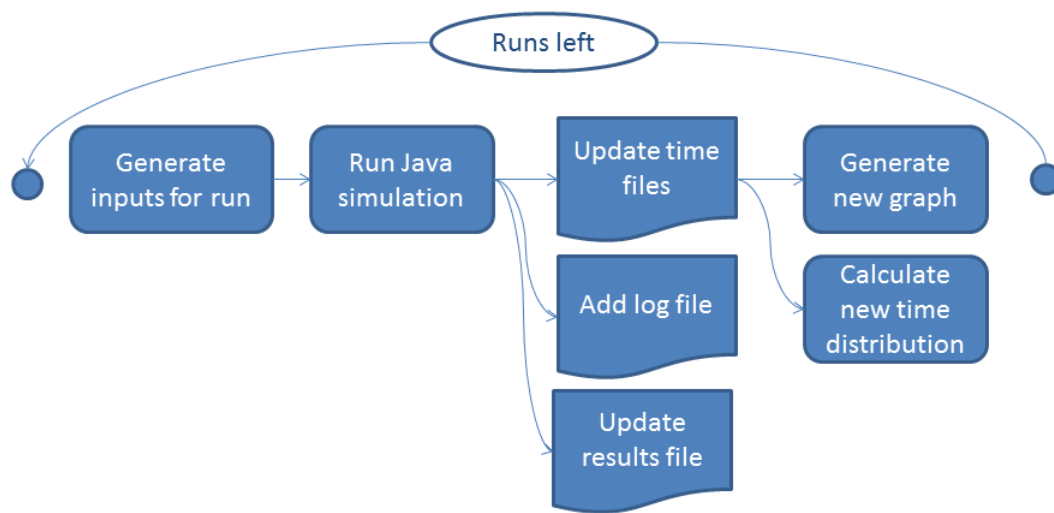 Runs left
Generate
inputs for run
Run Java
simulation
Update time
files
Generate
new graph
Add log file
Calculate
new time
distribution
Update
results file